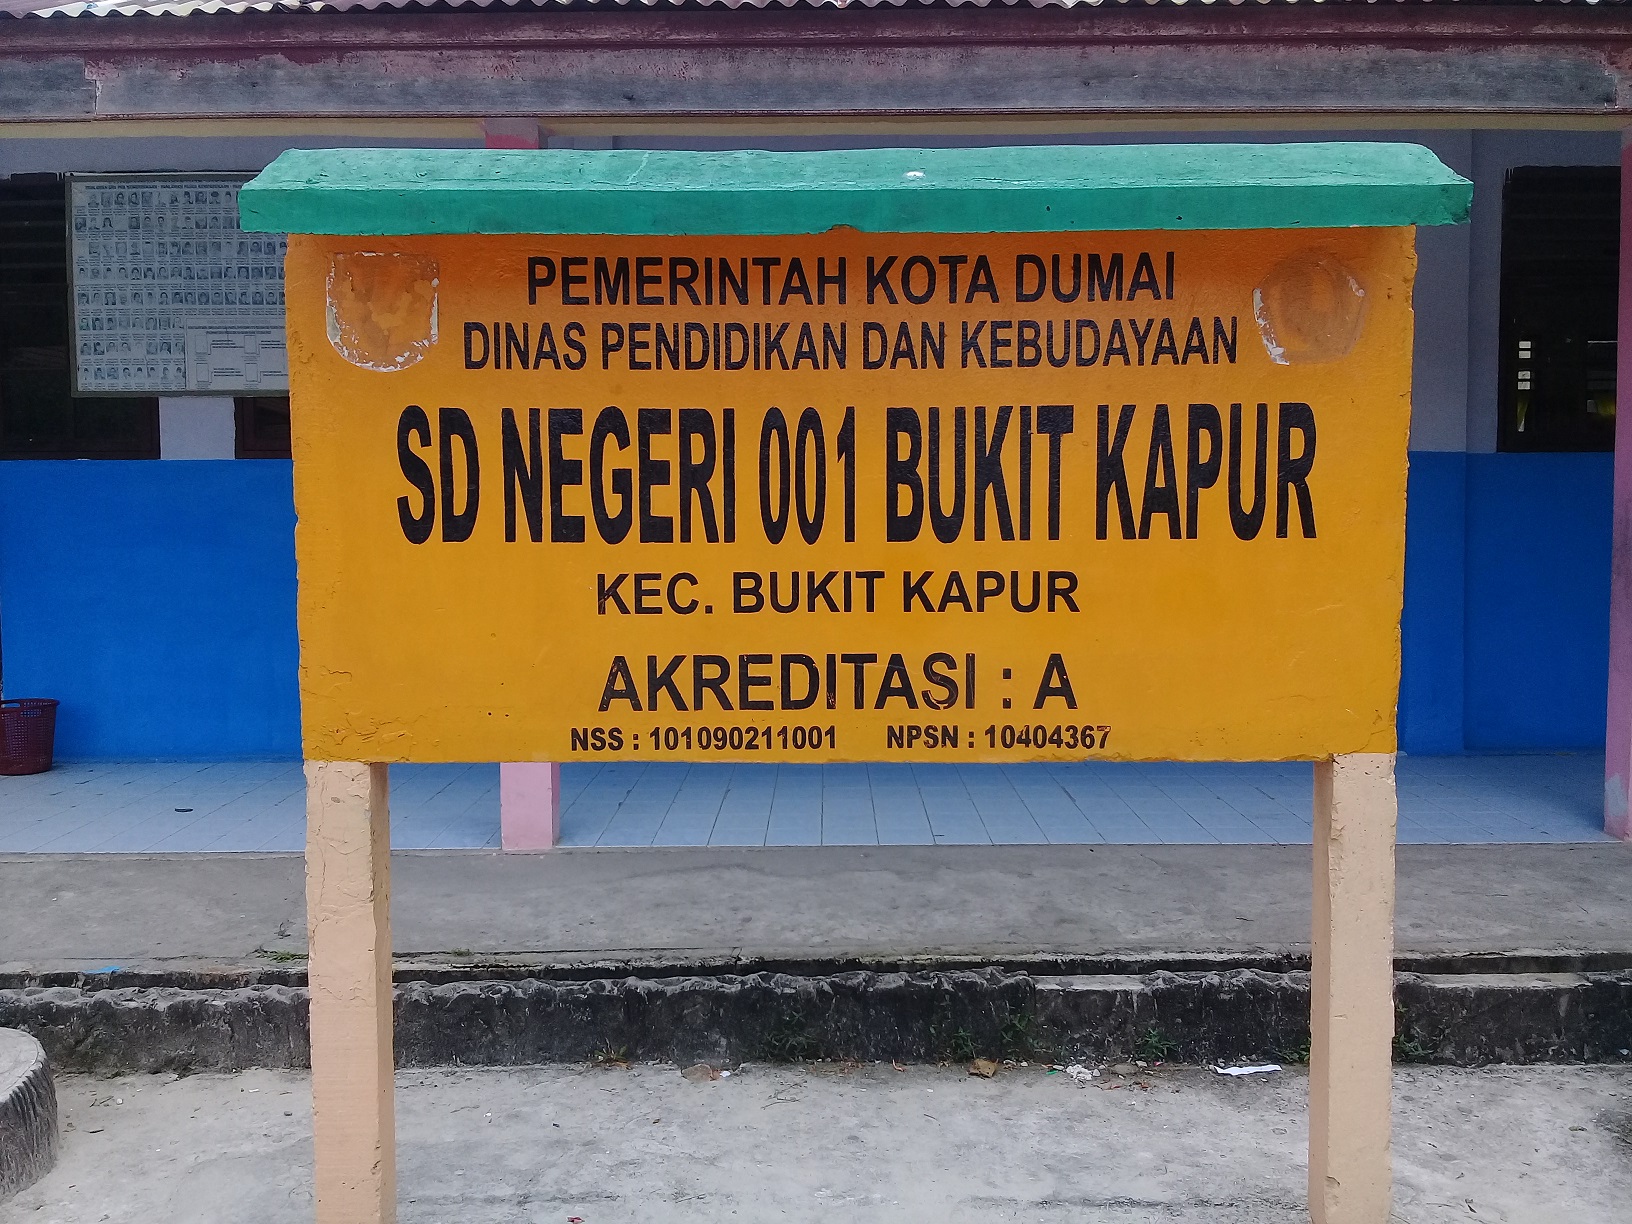 PEMERINTAH KOTA DUMAI
DINAS PENDIDIKAN DAN KEBUDAYAAN
SD NEGERI 001 BUKIT KAPUR
KEC. BUKIT KAPUR
AKREDITASI : A
NSS : 101090211001 NPSN : 10404367